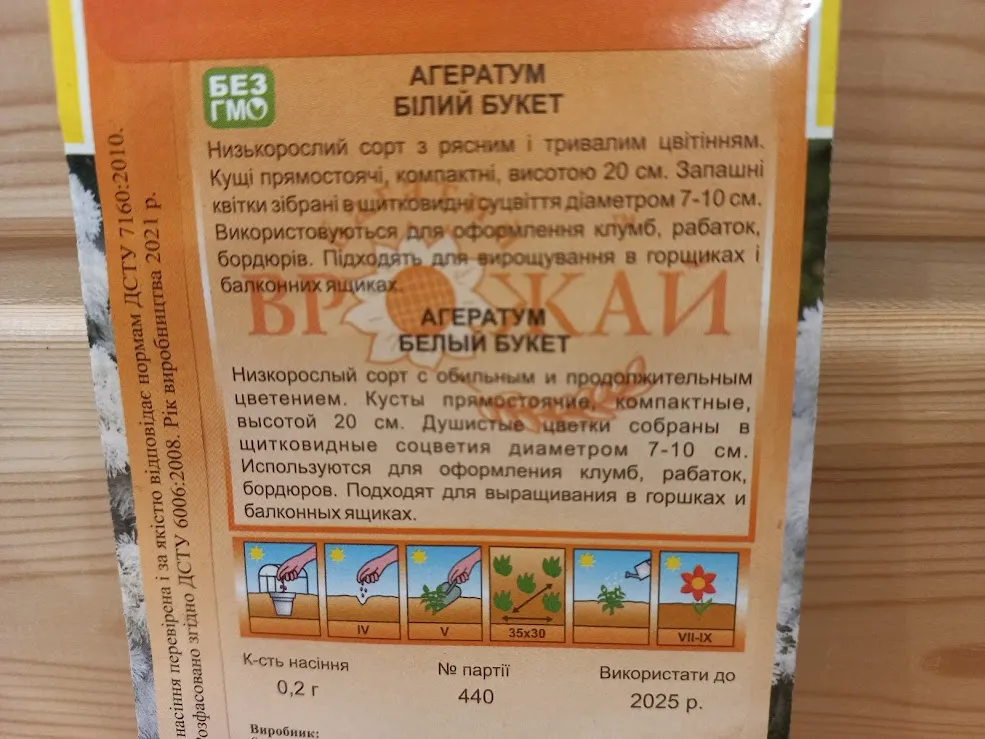 БЕЗ
ГМО
АГЕРАТУМ
БІЛИЙ БУКЕТ
Низькорослий сорт з рясним і тривалим цвітінням.
Кущі прямостоячі, компактні, висотою 20 см. Запашні
квітки зібрані в щитковидні суцвіття діаметром 7-10 см.
Використовуються для оформлення клумб, рабаток,
бордюрів. Підходять для вирощування в горщиках і
балконних ящиках.
ВРОЖАЙ
АГЕРАТУМ
БЕЛЫЙ БУКЕТ
Низкорослый сорт с обильным и продолжительным
цветением. Кусты прямостоячие, компактные,
высотой 20 см. Душистые цветки собраны в
щитковидные соцветия диаметром 7-10 см.
Используются для оформления клумб, рабаток,
бордюров. Подходят для выращивания в горшках и
балконных ящиках.
IV
V
35х30
VII-IX
К-сть насіння
0,2 г
№ партії
440
Використати до
2025 р.
Виробник:
насіння перевірена і за якістю відповідає нормам ДСТУ 7160:2010.
Розфасовано згідно ДСТУ 6006:2008. Рік виробництва 2021 р.